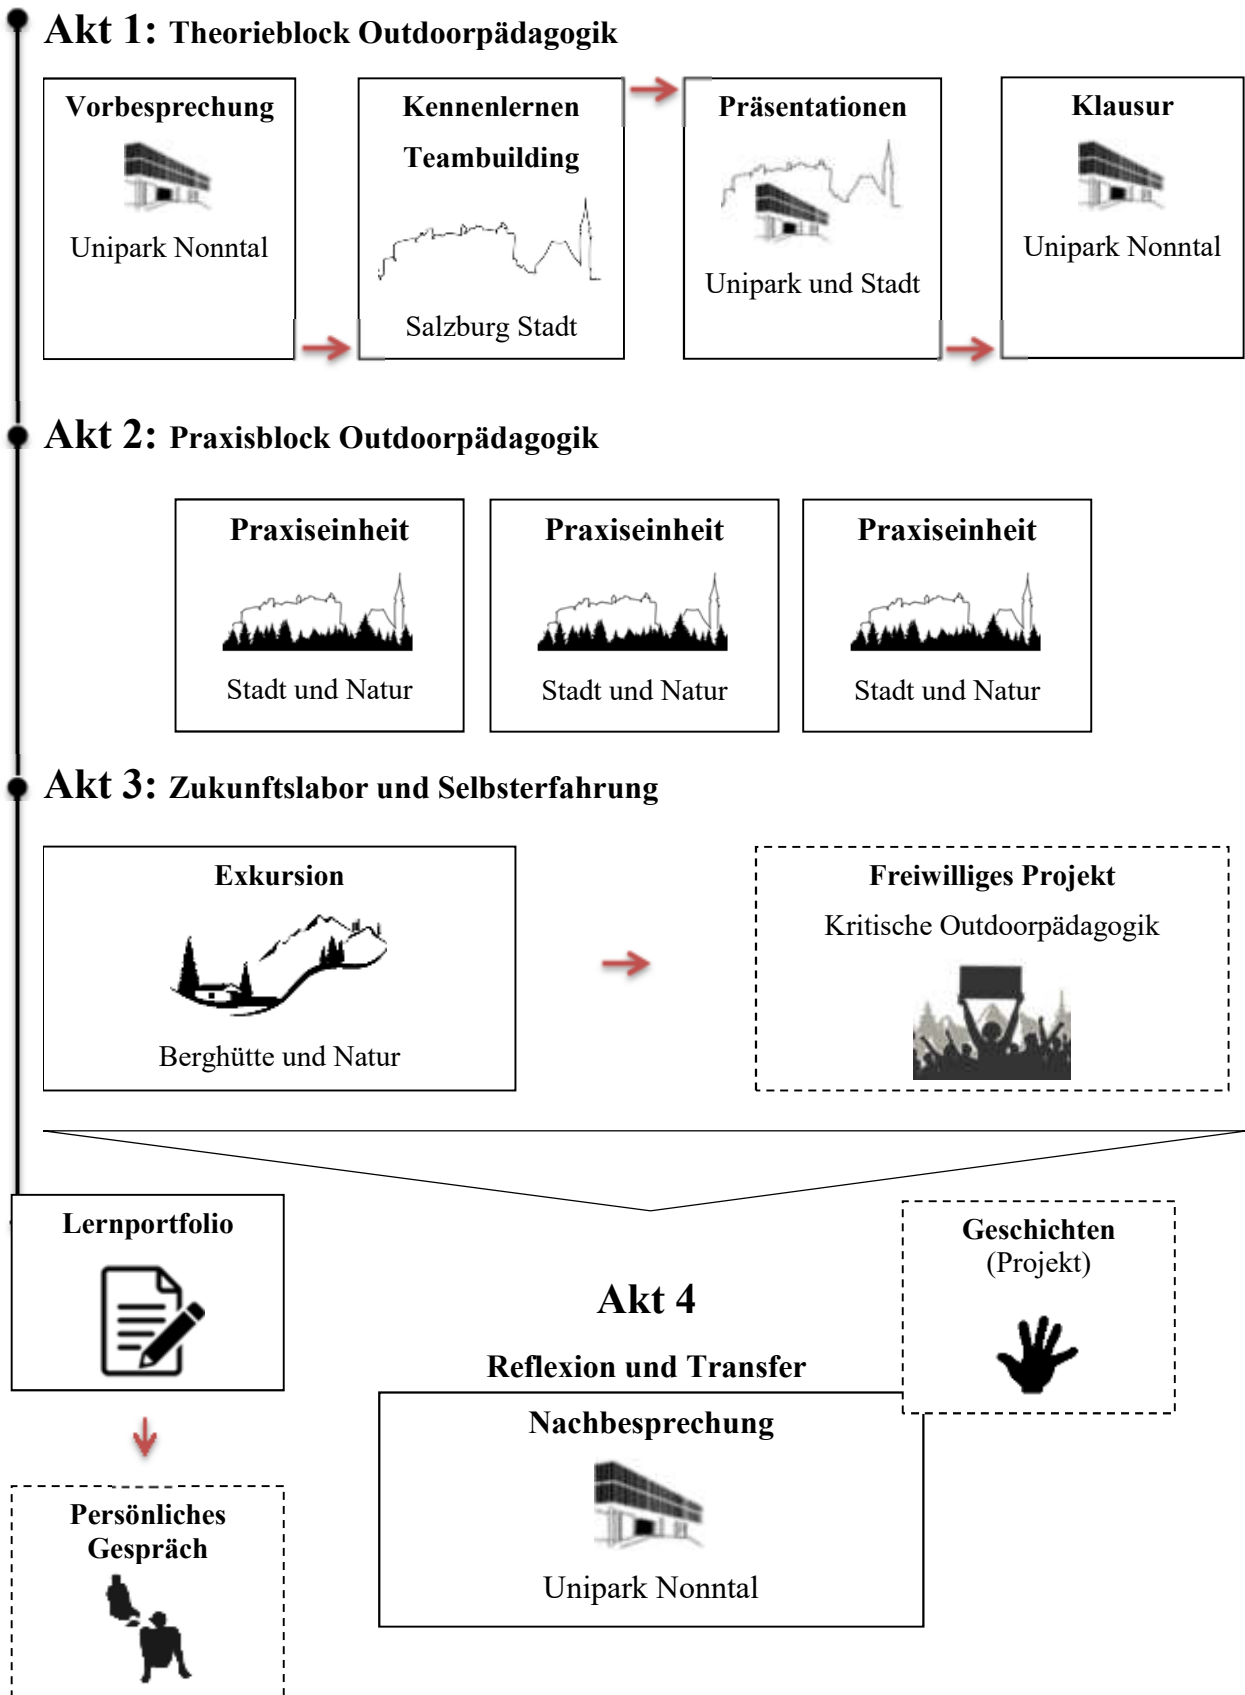 Akt 1: Theorieblock Outdoorpädagogik
Vorbesprechung
Unipark Nonntal
Kennenlernen
Teambuilding
Salzburg Stadt
Präsentationen
Unipark und Stadt
Klausur
Unipark Nonntal
Akt 2: Praxisblock Outdoorpädagogik
Praxiseinheit
Stadt und Natur
Praxiseinheit
Stadt und Natur
Praxiseinheit
Stadt und Natur
Akt 3: Zukunftslabor und Selbsterfahrung
Exkursion
Berghütte und Natur
Freiwilliges Projekt
Kritische Outdoorpädagogik
Lernportfolio
Persönliches
Gespräch
Akt 4
Reflexion und Transfer
Nachbesprechung
Unipark Nonntal
Geschichten
(Projekt)